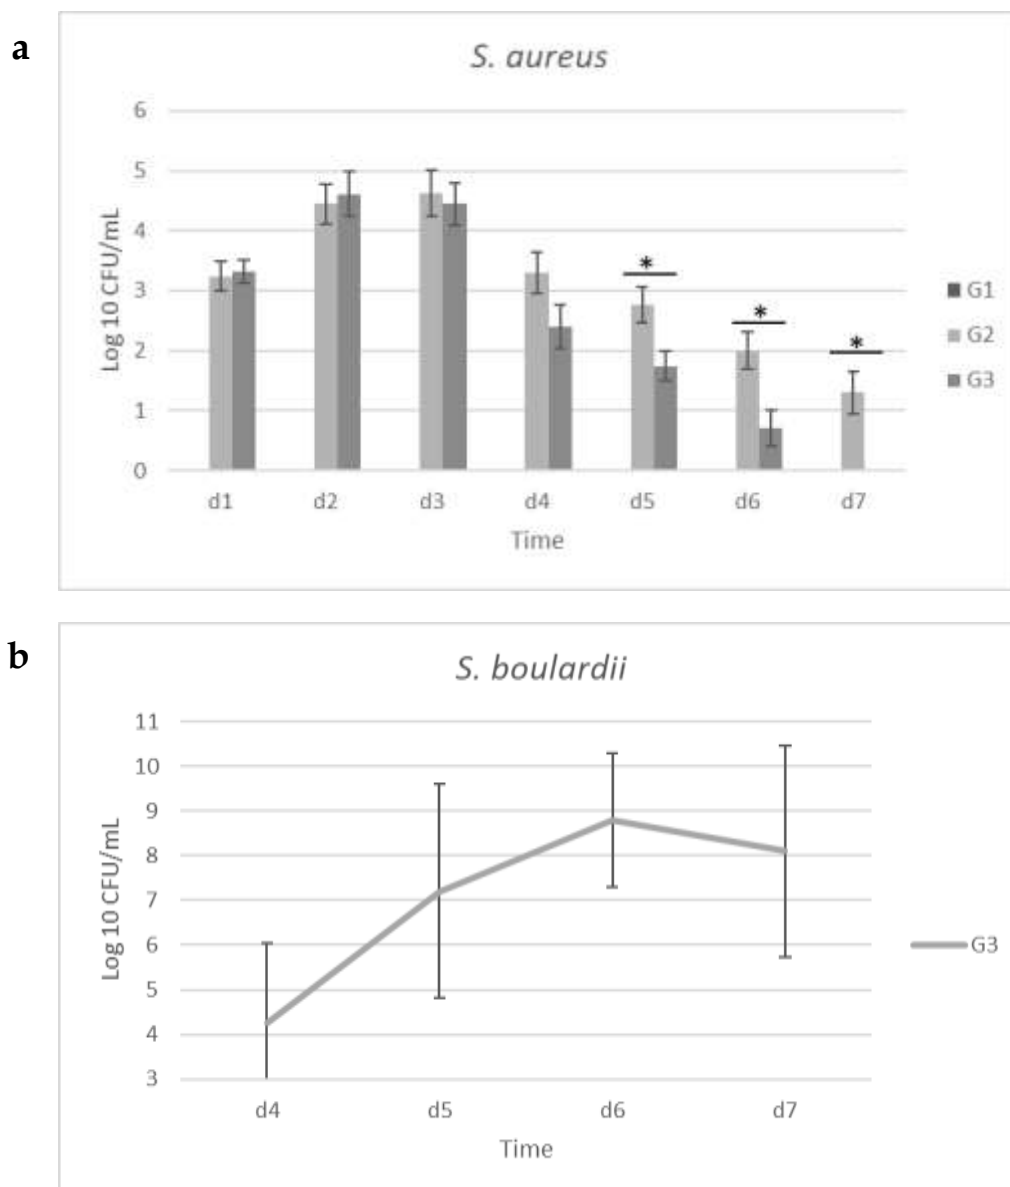 a
S. aureus
6
5
4
3
2
1
0
Log 10 CFU/mL
*
*
*
d1 d2 d3 d4 d5 d6 d7
Time
G1
G2
G3
b
S. boulardii
11
10
9
8
7
6
5
4
3
Log 10 CFU/mL
d4 d5 d6 d7
Time
G3